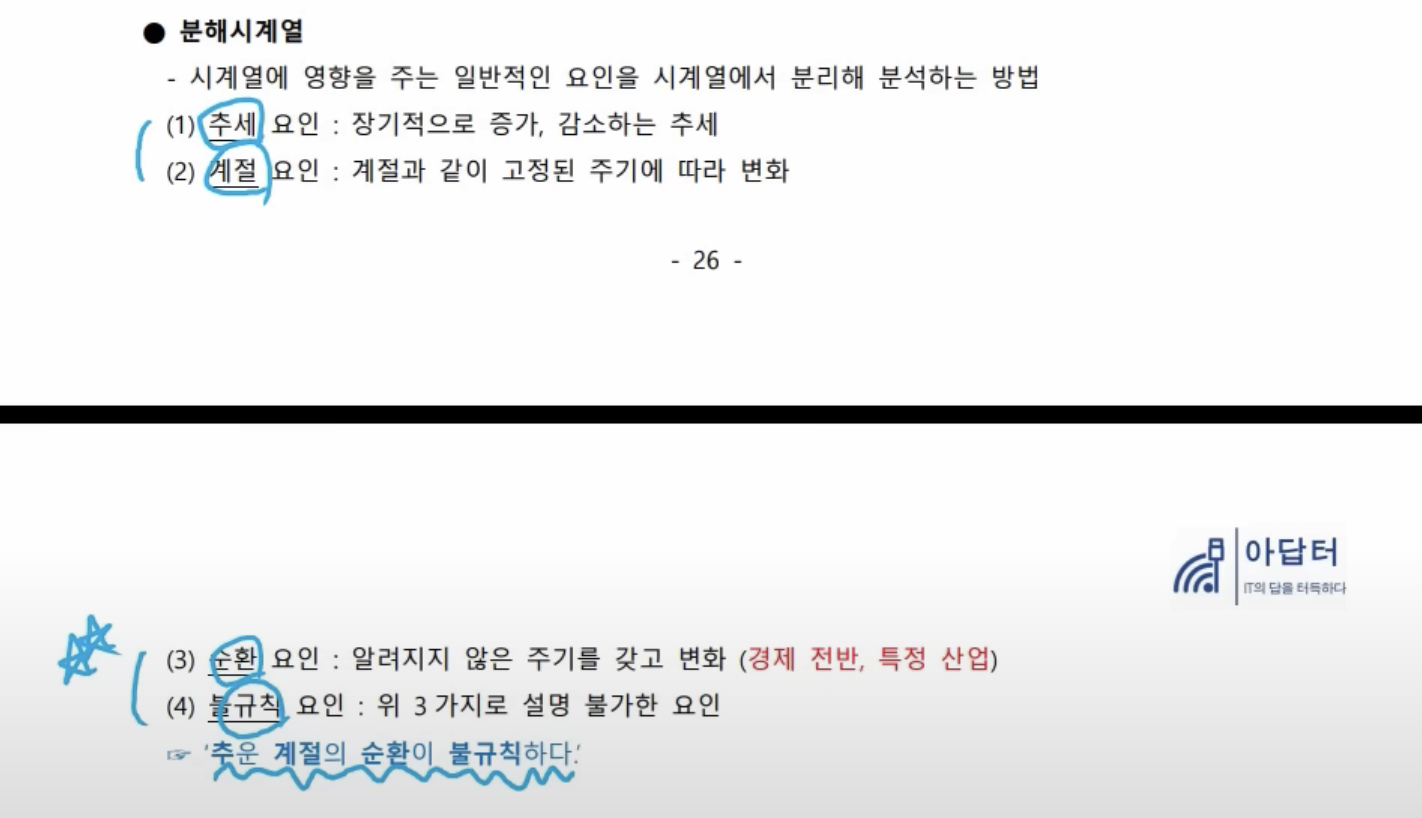 ● 분해시계열
- 시계열에 영향을 주는 일반적인 요인을 시계열에서 분리해 분석하는 방법
(1) 추세 요인 : 장기적으로 증가, 감소하는 추세
(2) 계절 요인 : 계절과 같이 고정된 주기에 따라 변화
- 26 -
아답터
IT의 답을 터득하다
(3) 순환 요인 : 알려지지 않은 주기를 갖고 변화 (경제 전반, 특정 산업)
(4) 불규칙 요인 : 위 3가지로 설명 불가한 요인
☞ '추운 계절의 순환이 불규칙하다.'